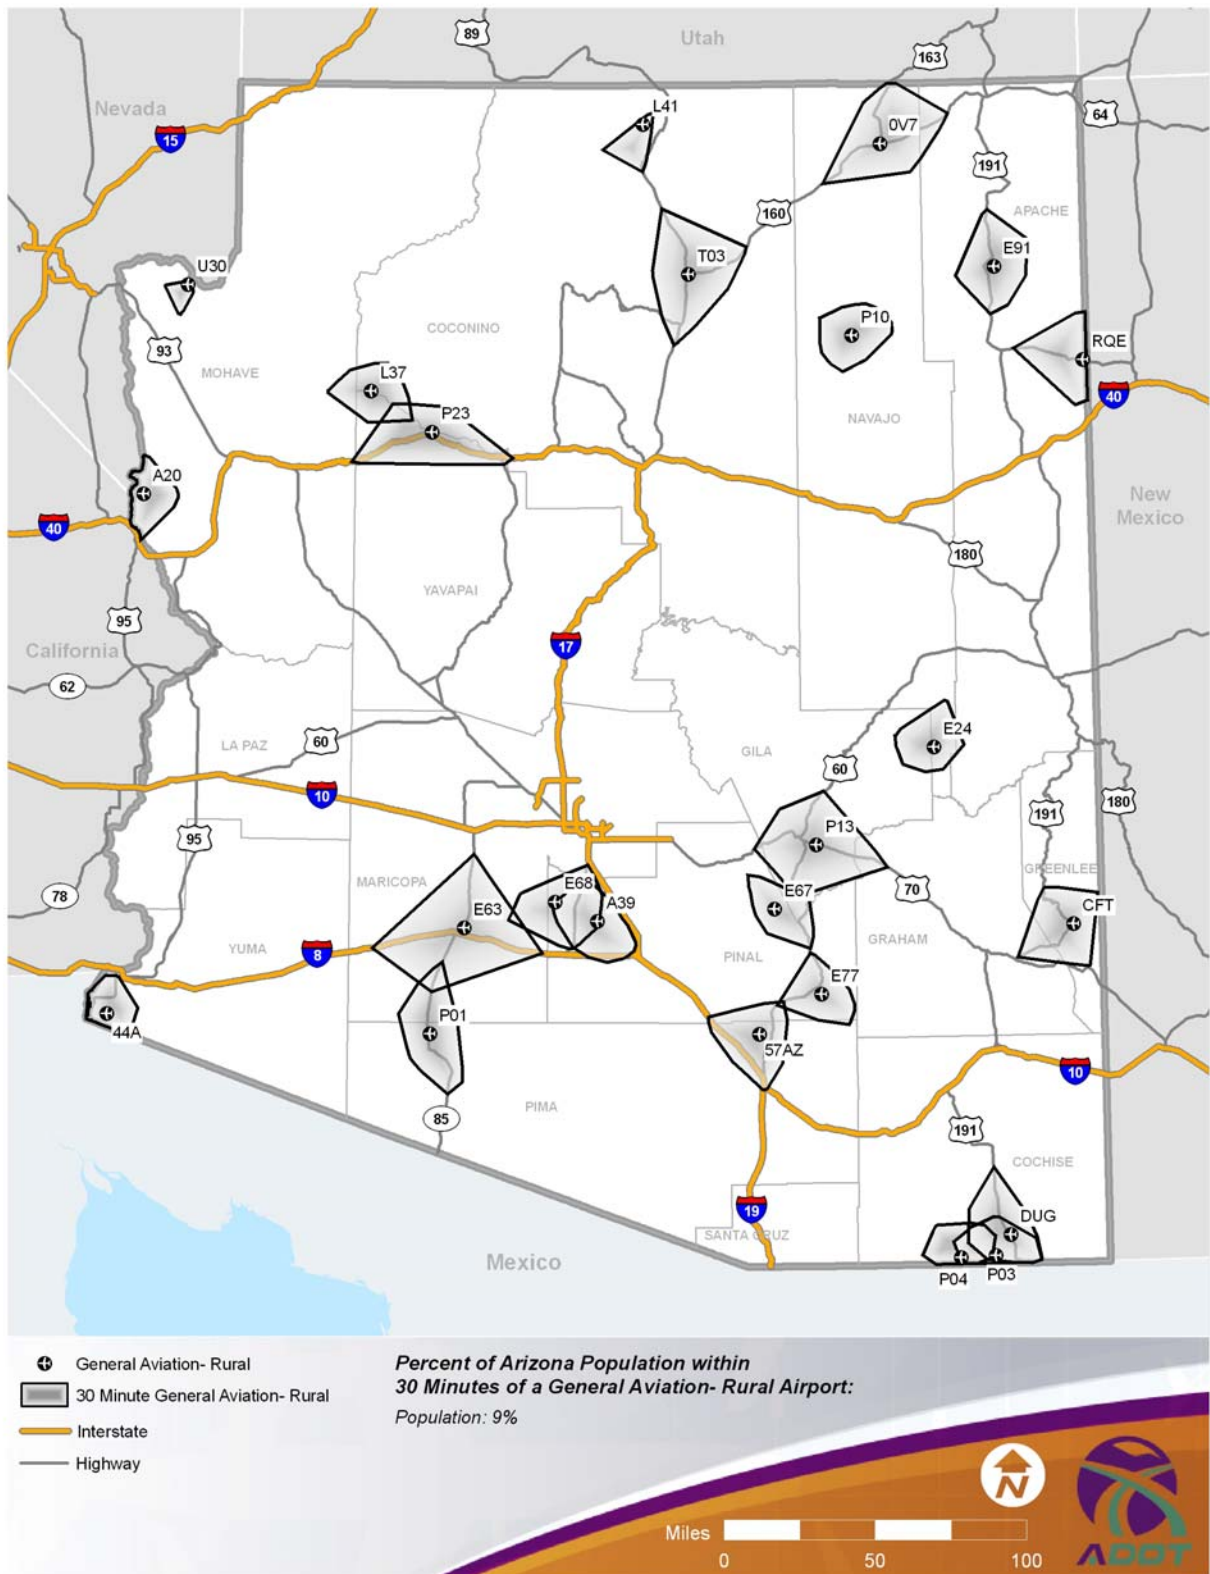 89
Utah
163
Nevada
L41
64
15
0V7
191
160
APACHE
U30
T03
E91
COCONINO
P10
RQE
93
MOHAVE
L37
40
P23
NAVAJO
A20
New
Mexico
40
180
YAVAPAI
95
California
17
62
E24
LA PAZ
60
GILA
60
10
191
180
95
P13
GREENLEE
MARICOPA
E68
E67
70
78
CFT
E63
A39
YUMA
8
PINAL
GRAHAM
E77
44A
P01
57AZ
10
PIMA
85
191
COCHISE
19
DUG
SANTA CRUZ
Mexico
P04
P03
General Aviation- Rural
30 Minute General Aviation- Rural
Interstate
Highway
Percent of Arizona Population within
30 Minutes of a General Aviation- Rural Airport:
Population: 9%
N
Miles
0 50 100
ADOT